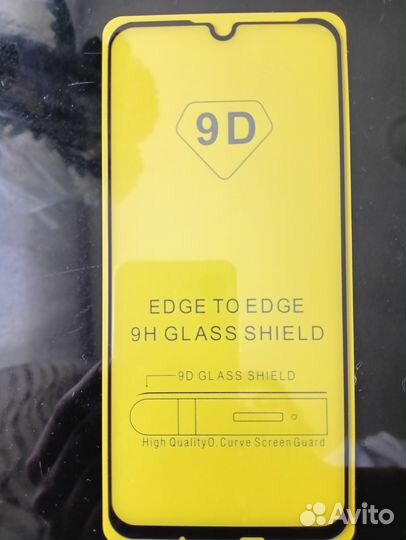 9D
EDGE TO EDGE
9H GLASS SHIELD
9D GLASS SHIELD
High QualityO. Curve Screen Guard
Avito